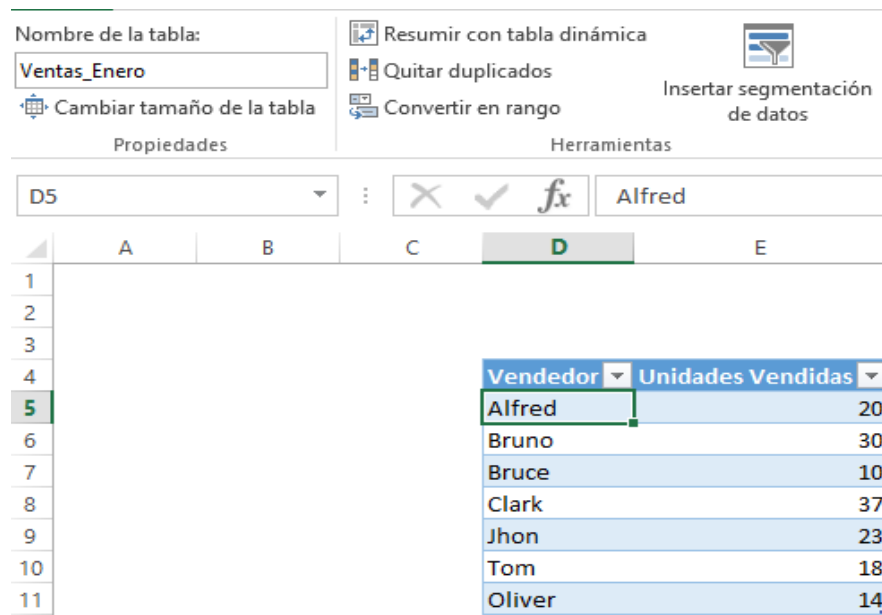 Nombre de la tabla:
Ventas_Enero
Cambiar tamaño de la tabla
Propiedades
Resumir con tabla dinámica
Quitar duplicados
Convertir en rango
Insertar segmentación
de datos
Herramientas
D5 fx Alfred
A B C D E
1
2
3
4 Vendedor Unidades Vendidas
5 Alfred 20
6 Bruno 30
7 Bruce 10
8 Clark 37
9 Jhon 23
10 Tom 18
11 Oliver 14